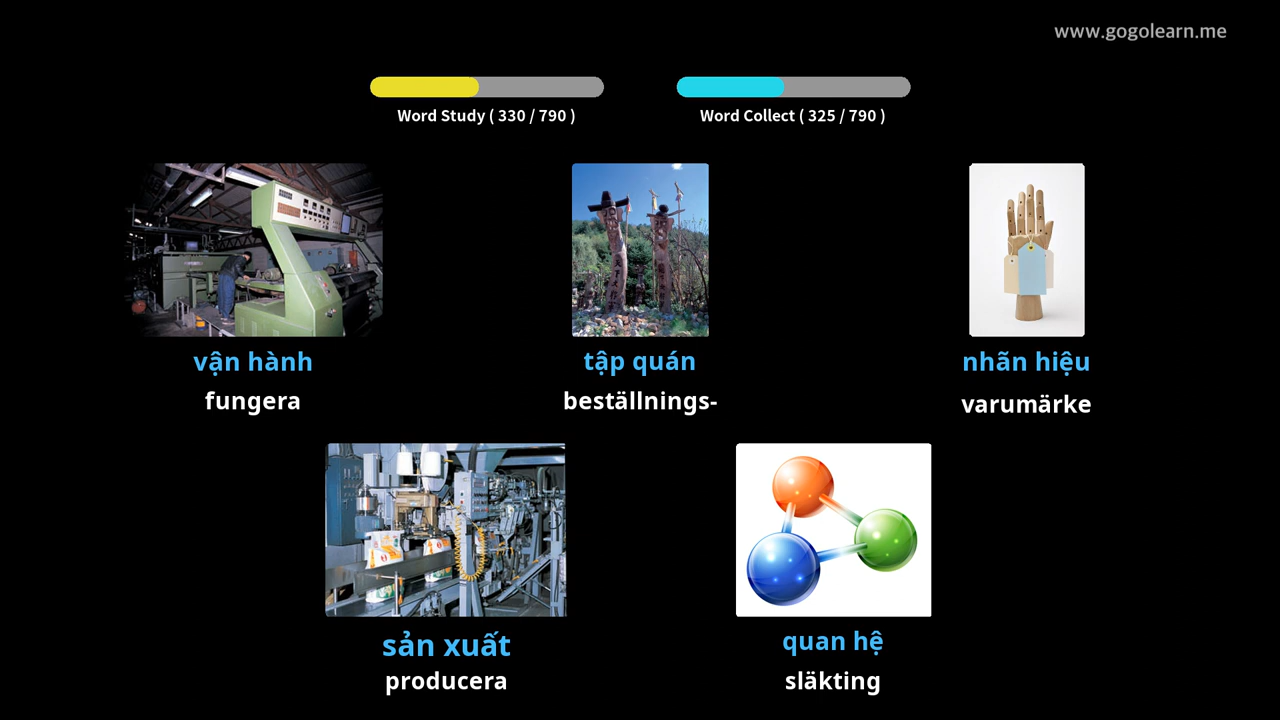 www.gogolearn.me
Word Study ( 330 / 790 )
Word Collect ( 325 / 790 )
vận hành
fungera
tập quán
beställnings-
nhãn hiệu
varumärke
sản xuất
producera
quan hệ
släkting